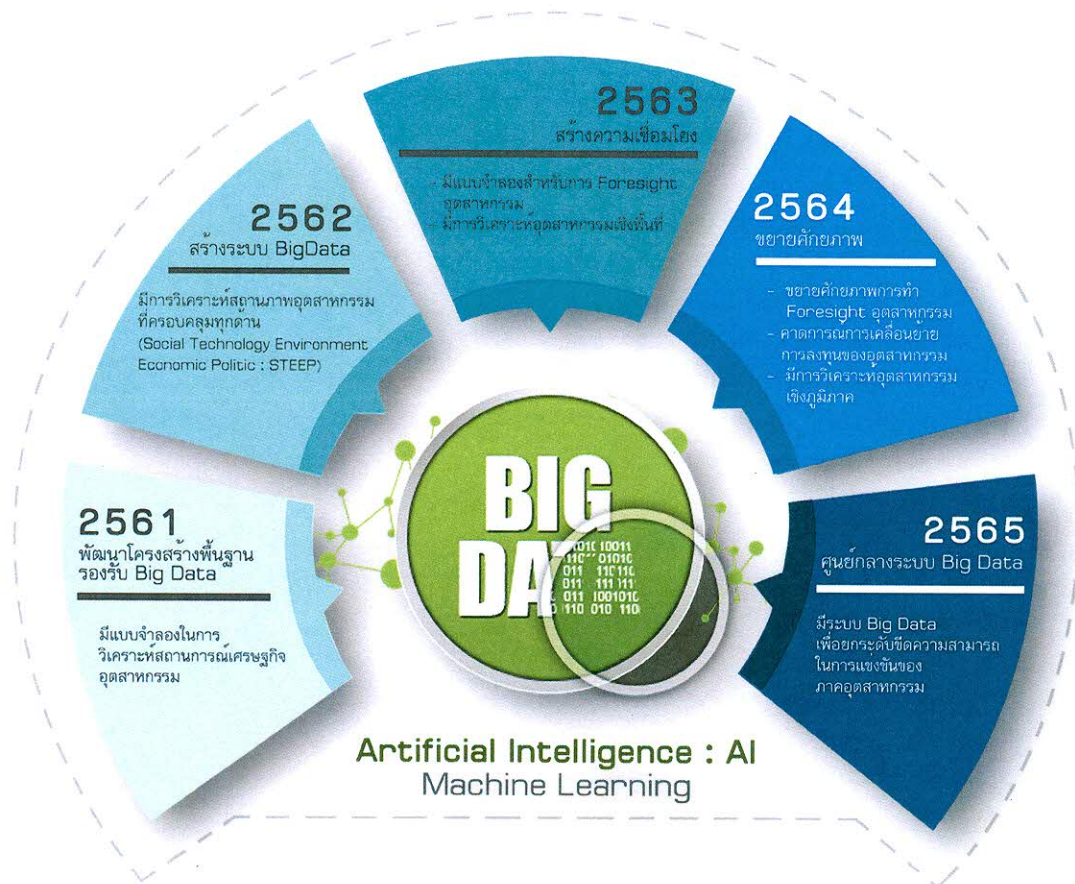 2561
พัฒนาโครงสร้างพื้นฐาน
รองรับ Big Data
มีแบบจำลองในการ
วิเคราะห์สถานการณ์เศรษฐกิจ
อุตสาหกรรม
2562
สร้างระบบ BigData
มีการวิเคราะห์สถานภาพอุตสาหกรรม
ที่ครอบคลุมทุกด้าน
(Social Technology Environment
Economic Politic : STEEP)
2563
สร้างความเชื่อมโยง
- มีแบบจำลองสำหรับการ Foresight
อุตสาหกรรม
- มีการวิเคราะห์อุตสาหกรรมเชิงพื้นที่
2564
ขยายศักยภาพ
- ขยายศักยภาพการทำ
Foresight อุตสาหกรรม
- คาดการณ์การเคลื่อนย้าย
การลงทุนของอุตสาหกรรม
- มีการวิเคราะห์อุตสาหกรรม
เชิงภูมิภาค
2565
ศูนย์กลางระบบ Big Data
มีระบบ Big Data
เพื่อยกระดับขีดความสามารถ
ในการแข่งขันของ
ภาคอุตสาหกรรม
BIG
DA
Artificial Intelligence : AI
Machine Learning